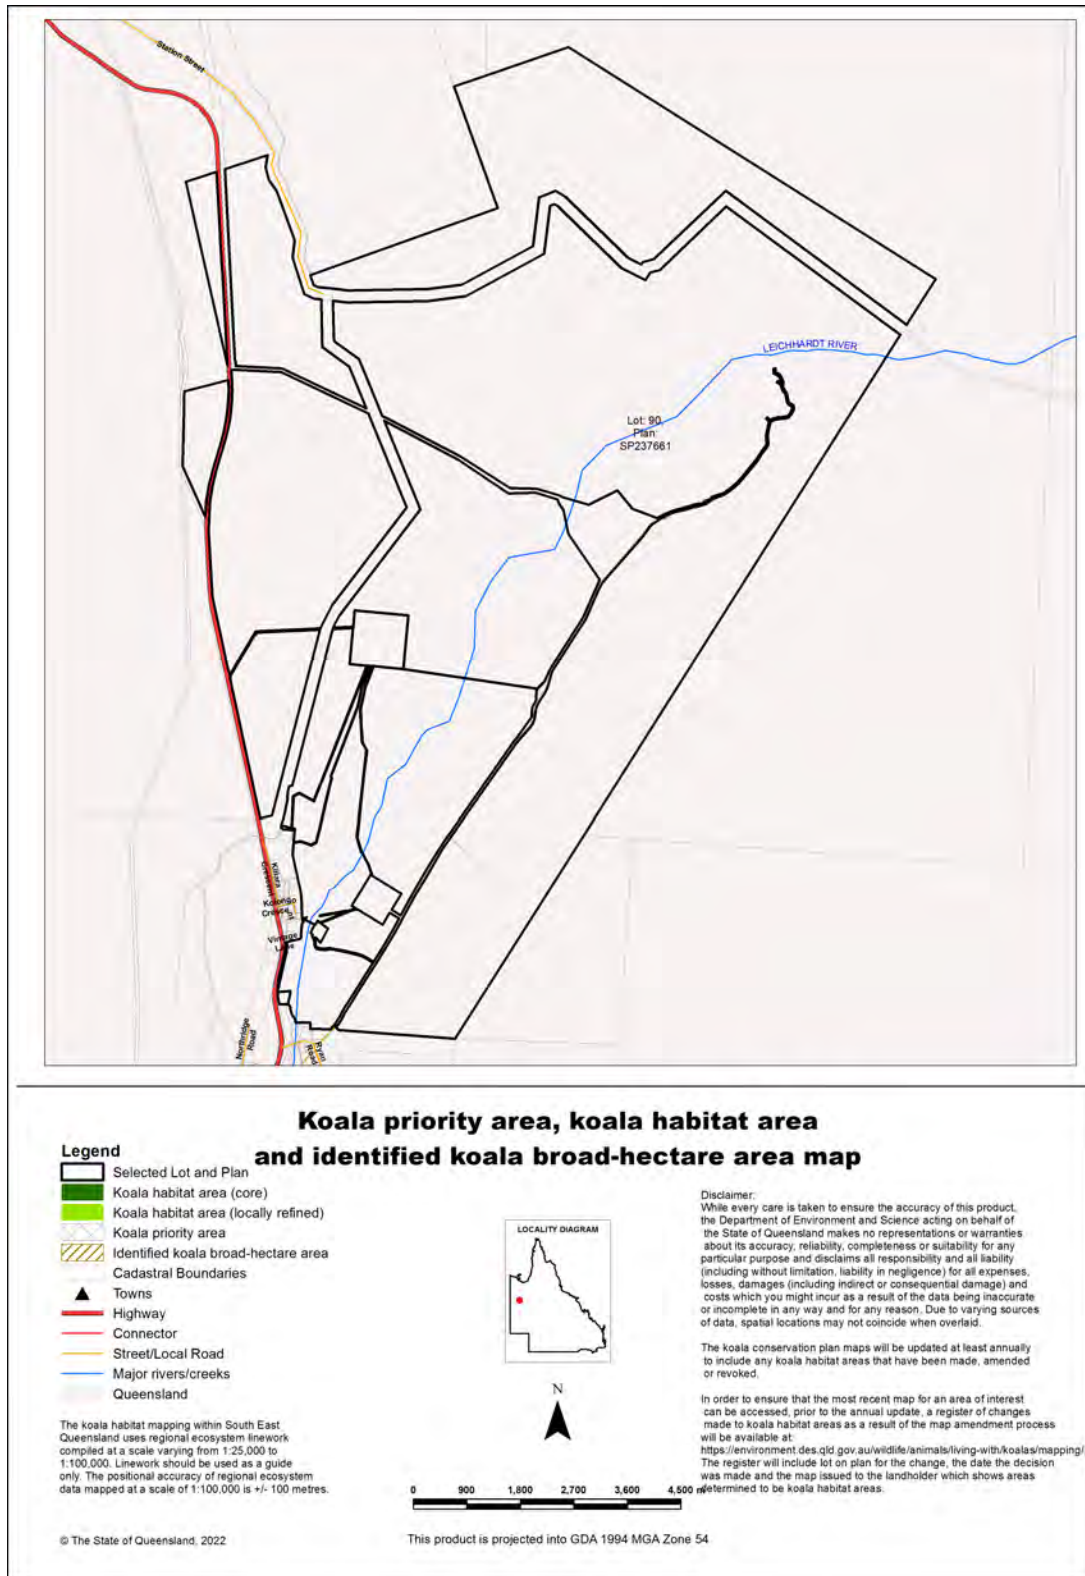 Station Street
LEICHHARDT RIVER
Lot: 90,
Plan:
SP237661
Killara
Crescent
Kolongo
Crescent
Vintage
Lane
Northridge
Road
Ryan
Road
Koala priority area, koala habitat area
and identified koala broad-hectare area map
Legend
Selected Lot and Plan
Koala habitat area (core)
Koala habitat area (locally refined)
Koala priority area
Identified koala broad-hectare area
Cadastral Boundaries
Towns
Highway
Connector
Street/Local Road
Major rivers/creeks
Queensland
The koala habitat mapping within South East
Queensland uses regional ecosystem linework
compiled at a scale varying from 1:25,000 to
1:100,000. Linework should be used as a guide
only. The positional accuracy of regional ecosystem
data mapped at a scale of 1:100,000 is +/- 100 metres.
© The State of Queensland, 2022
LOCALITY DIAGRAM
N
0 900 1,800 2,700 3,600 4,500 m
This product is projected into GDA 1994 MGA Zone 54
Disclaimer:
While every care is taken to ensure the accuracy of this product,
the Department of Environment and Science acting on behalf of
the State of Queensland makes no representations or warranties
about its accuracy, reliability, completeness or suitability for any
particular purpose and disclaims all responsibility and all liability
(including without limitation, liability in negligence) for all expenses,
losses, damages (including indirect or consequential damage) and
costs which you might incur as a result of the data being inaccurate
or incomplete in any way and for any reason. Due to varying sources
of data, spatial locations may not coincide when overlaid.
The koala conservation plan maps will be updated at least annually
to include any koala habitat areas that have been made, amended
or revoked.
In order to ensure that the most recent map for an area of interest
can be accessed, prior to the annual update, a register of changes
made to koala habitat areas as a result of the map amendment process
will be available at:
https://environment.des.qld.gov.au/wildlife/animals/living-with/koalas/mapping/
The register will include lot on plan for the change, the date the decision
was made and the map issued to the landholder which shows areas
determined to be koala habitat areas.